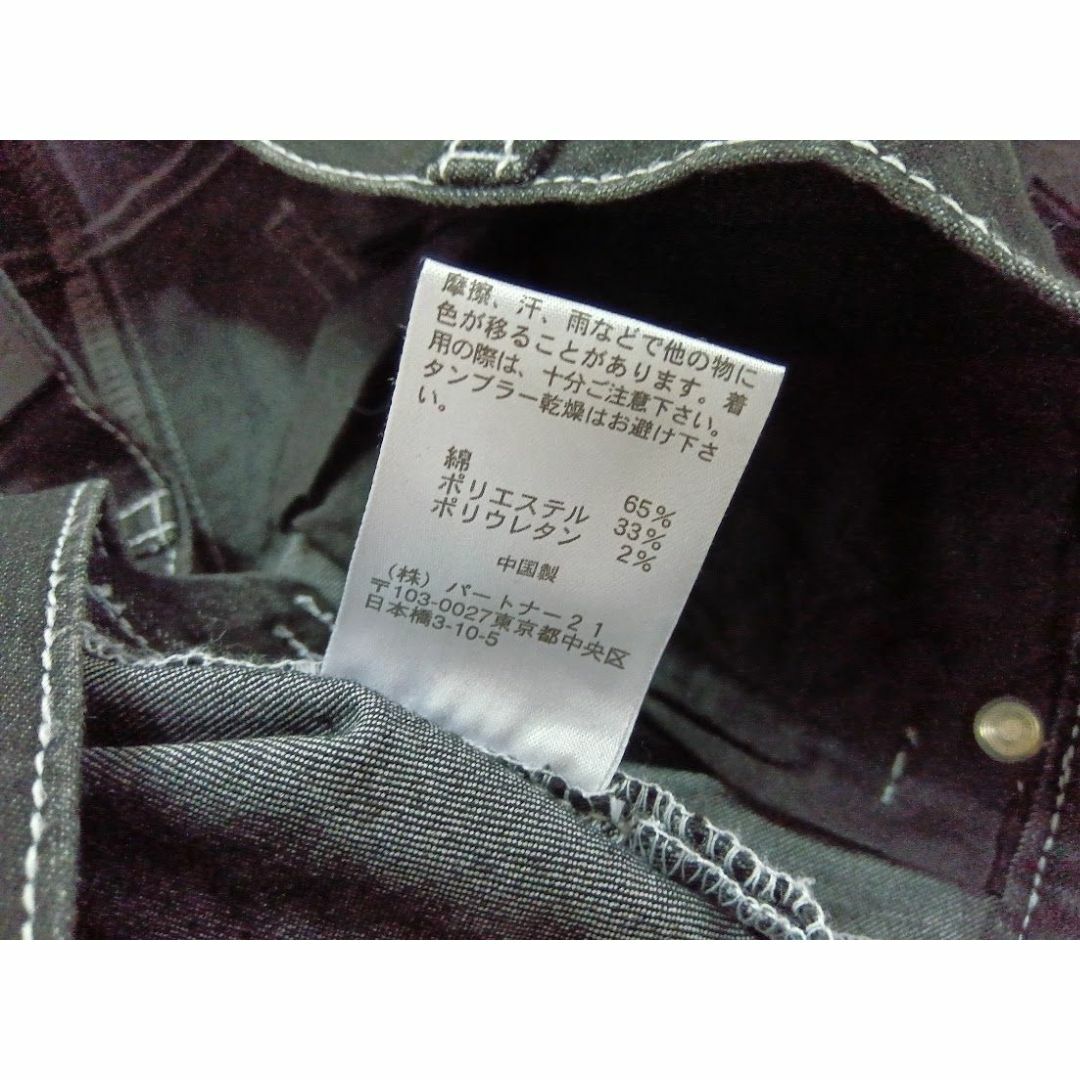 摩擦、汗、雨などで他の物に
色が移ることがあります。着
用の際は、十分ご注意下さい。
タンブラー乾燥はお避け下さ
い。
綿 65%
ポリエステル 33%
ポリウレタン 2%
中国製
（株）パートナー21
〒103-0027東京都中央区
日本橋3-10-5